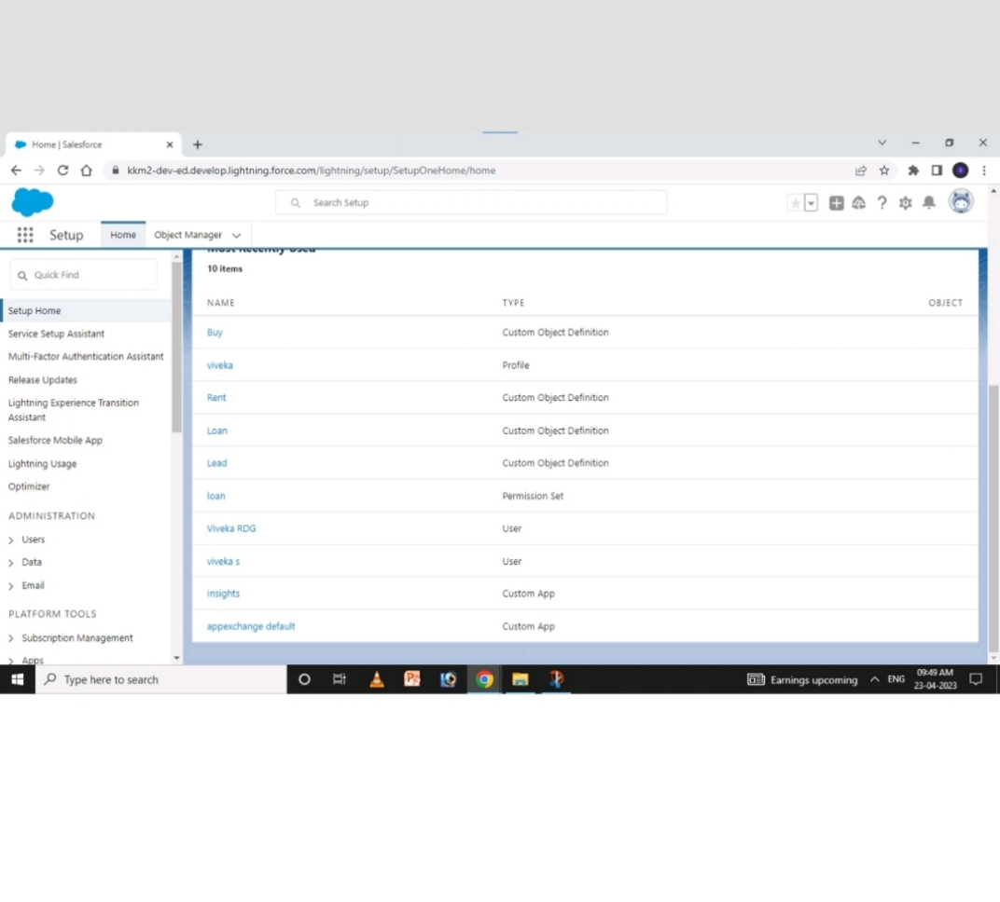 Home | Salesforce
kkm2-dev-ed.develop.lightning.force.com/lightning/setup/SetupOneHome/home
Search Setup
Setup Home Object Manager
Quick Find
Setup Home
Service Setup Assistant
Multi-Factor Authentication Assistant
Release Updates
Lightning Experience Transition
Assistant
Salesforce Mobile App
Lightning Usage
Optimizer
ADMINISTRATION
Users
Data
Email
PLATFORM TOOLS
Subscription Management
Apps
Most Recently Used
10 items
NAME TYPE OBJECT
Buy Custom Object Definition
viveka Profile
Rent Custom Object Definition
Loan Custom Object Definition
Lead Custom Object Definition
loan Permission Set
Viveka RDG User
viveka s User
Insights Custom App
appexchange default Custom App
Type here to search
Earnings upcoming
ENG
09:49 AM
23-04-2023